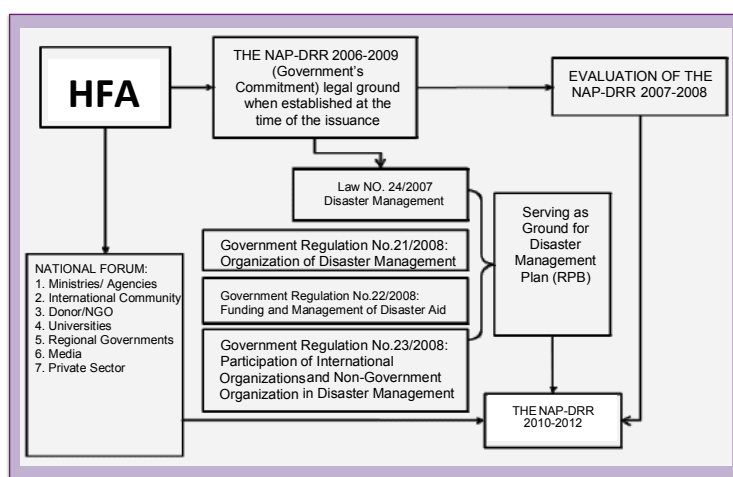 HFA
THE NAP-DRR 2006-2009
(Government's
Commitment) legal ground
when established at the
time of the issuance
EVALUATION OF THE
NAP-DRR 2007-2008
Law NO. 24/2007
Disaster Management
Government Regulation No.21/2008:
Organization of Disaster Management
Government Regulation No.22/2008:
Funding and Management of Disaster Aid
Government Regulation No.23/2008:
Participation of International
Organizations and Non-Government
Organization in Disaster Management
Serving as
Ground for
Disaster
Management
Plan (RPB)
NATIONAL FORUM:
1. Ministries/ Agencies
2. International Community
3. Donor/NGO
4. Universities
5. Regional Governments
6. Media
7. Private Sector
THE NAP-DRR
2010-2012